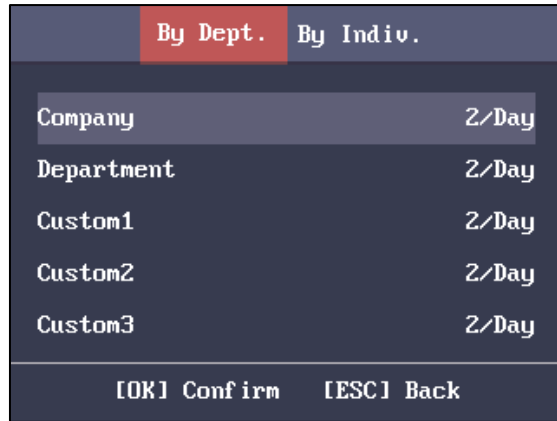 By Dept. By Indiv.
Company 2/Day
Department 2/Day
Custom1 2/Day
Custom2 2/Day
Custom3 2/Day
[OK] Confirm [ESC] Back